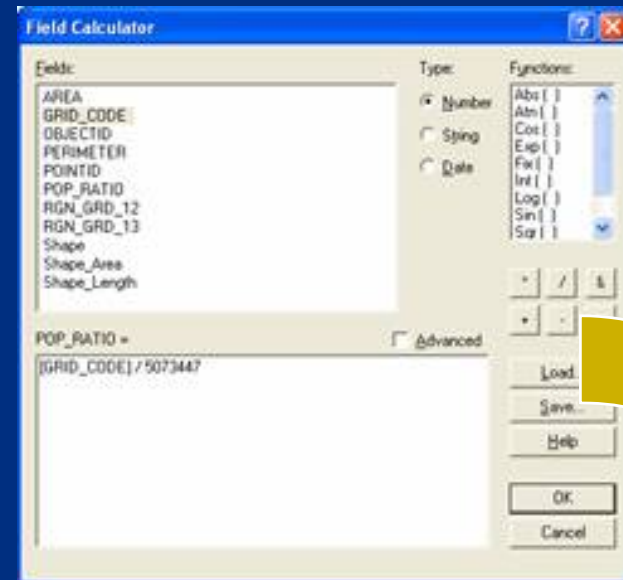 Field Calculator
Fields:
AREA
GRID_CODE
OBJECTID
PERIMETER
POINTID
POP_RATIO
RGN_GRD_12
RGN_GRD_13
Shape
Shape_Area
Shape_Length
Type:
Number
String
Date
Functions:
Abs ( )
Atn ( )
Cos ( )
Exp ( )
Fix ( )
Int ( )
Log ( )
Sin ( )
Sqr ( )
* / &
+ -
POP_RATIO =
Advanced
[GRID_CODE] / 5073447
Load..
Save...
Help
OK
Cancel